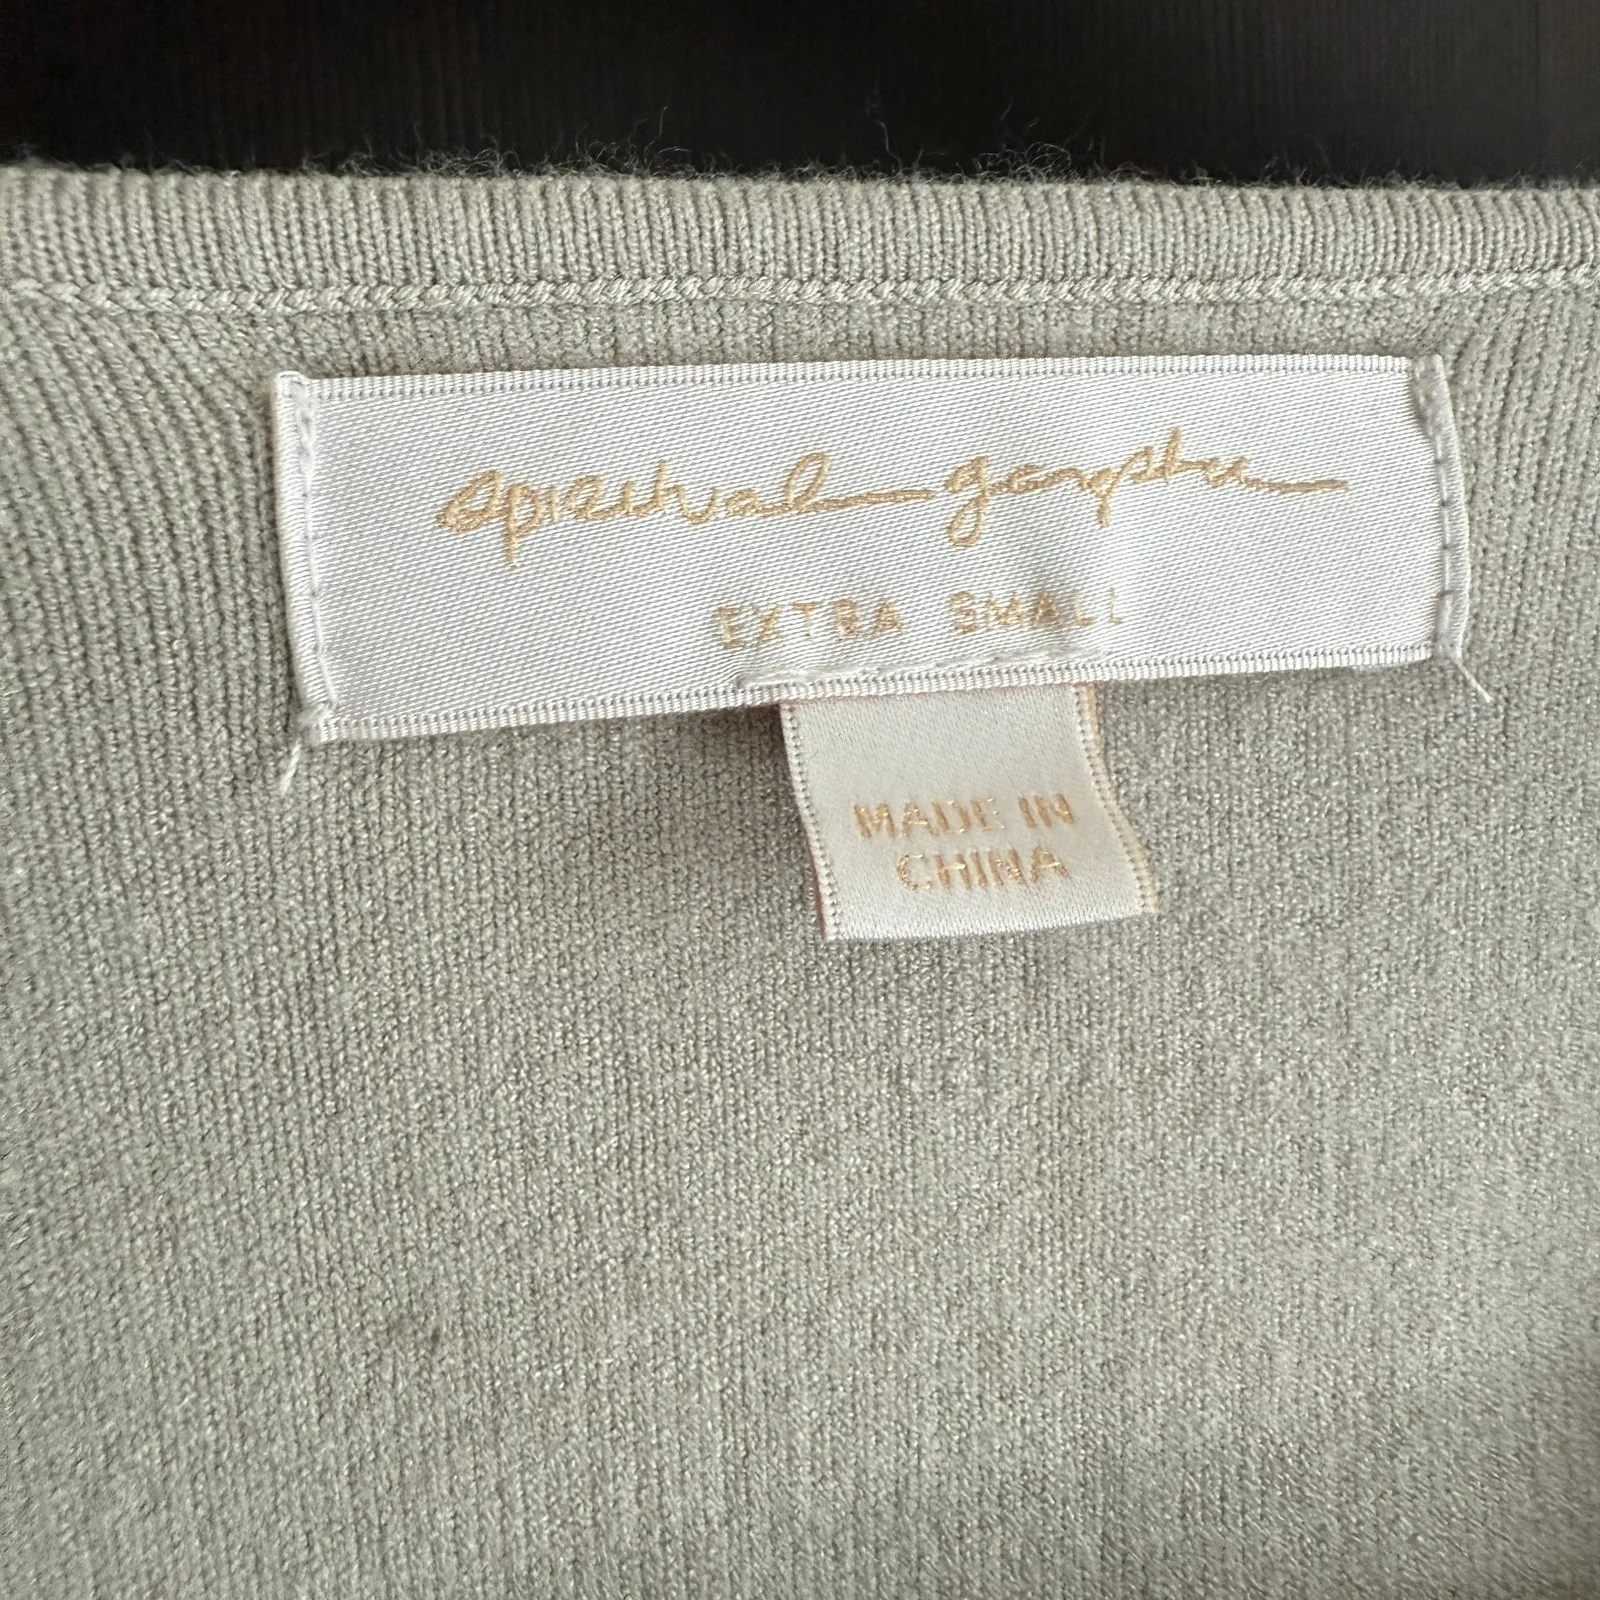 spiritual gangster
EXTRA SMALL
MADE IN
CHINA